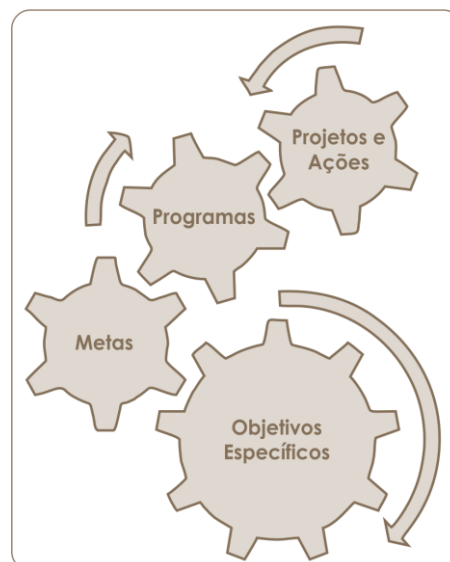 Projetos e
Ações
Programas
Metas
Objetivos
Específicos